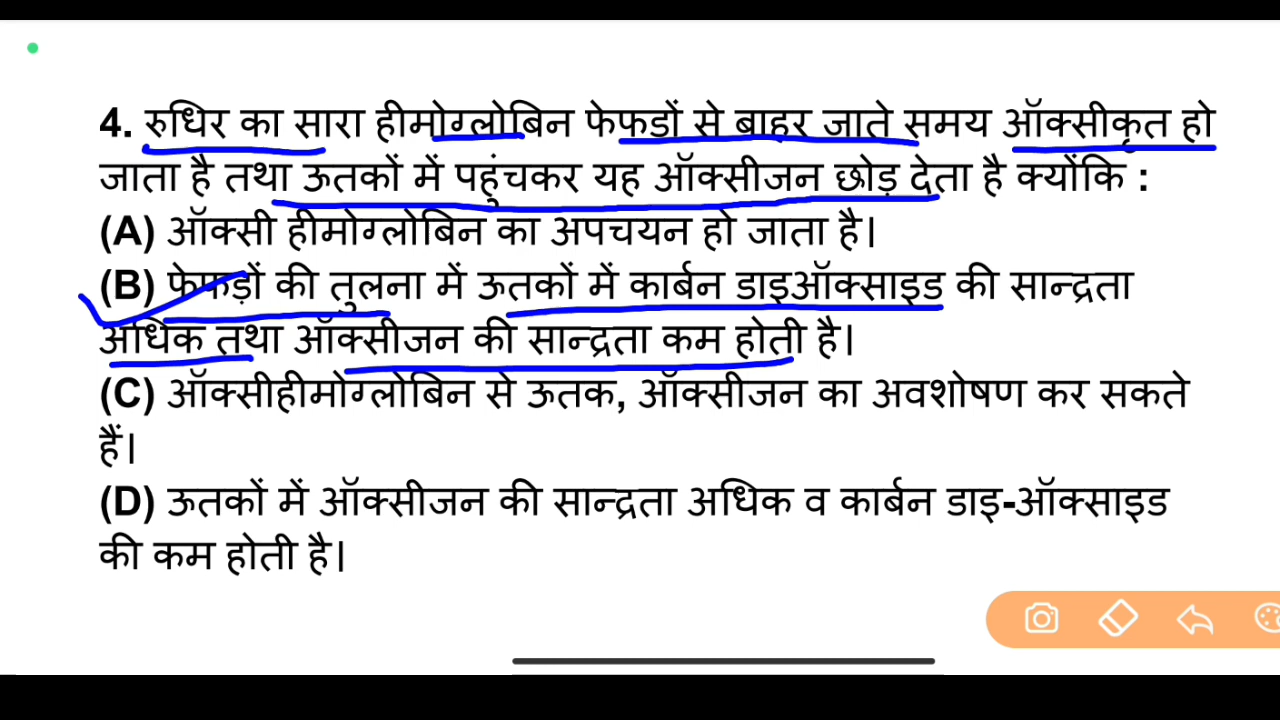 4. रुधिर का सारा हीमोग्लोबिन फेफडों से बाहर जाते समय ऑक्सीकृत हो
जाता है तथा ऊतकों में पहुंचकर यह ऑक्सीजन छोड़ देता है क्योंकि :
(A) ऑक्सी हीमोग्लोबिन का अपचयन हो जाता है।
(B) फेफड़ों की तुलना में ऊतकों में कार्बन डाइऑक्साइड की सान्द्रता
अधिक तथा ऑक्सीजन की सान्द्रता कम होती है।
(C) ऑक्सीहीमोग्लोबिन से ऊतक, ऑक्सीजन का अवशोषण कर सकते
हैं।
(D) ऊतकों में ऑक्सीजन की सान्द्रता अधिक व कार्बन डाइ-ऑक्साइड
की कम होती है।